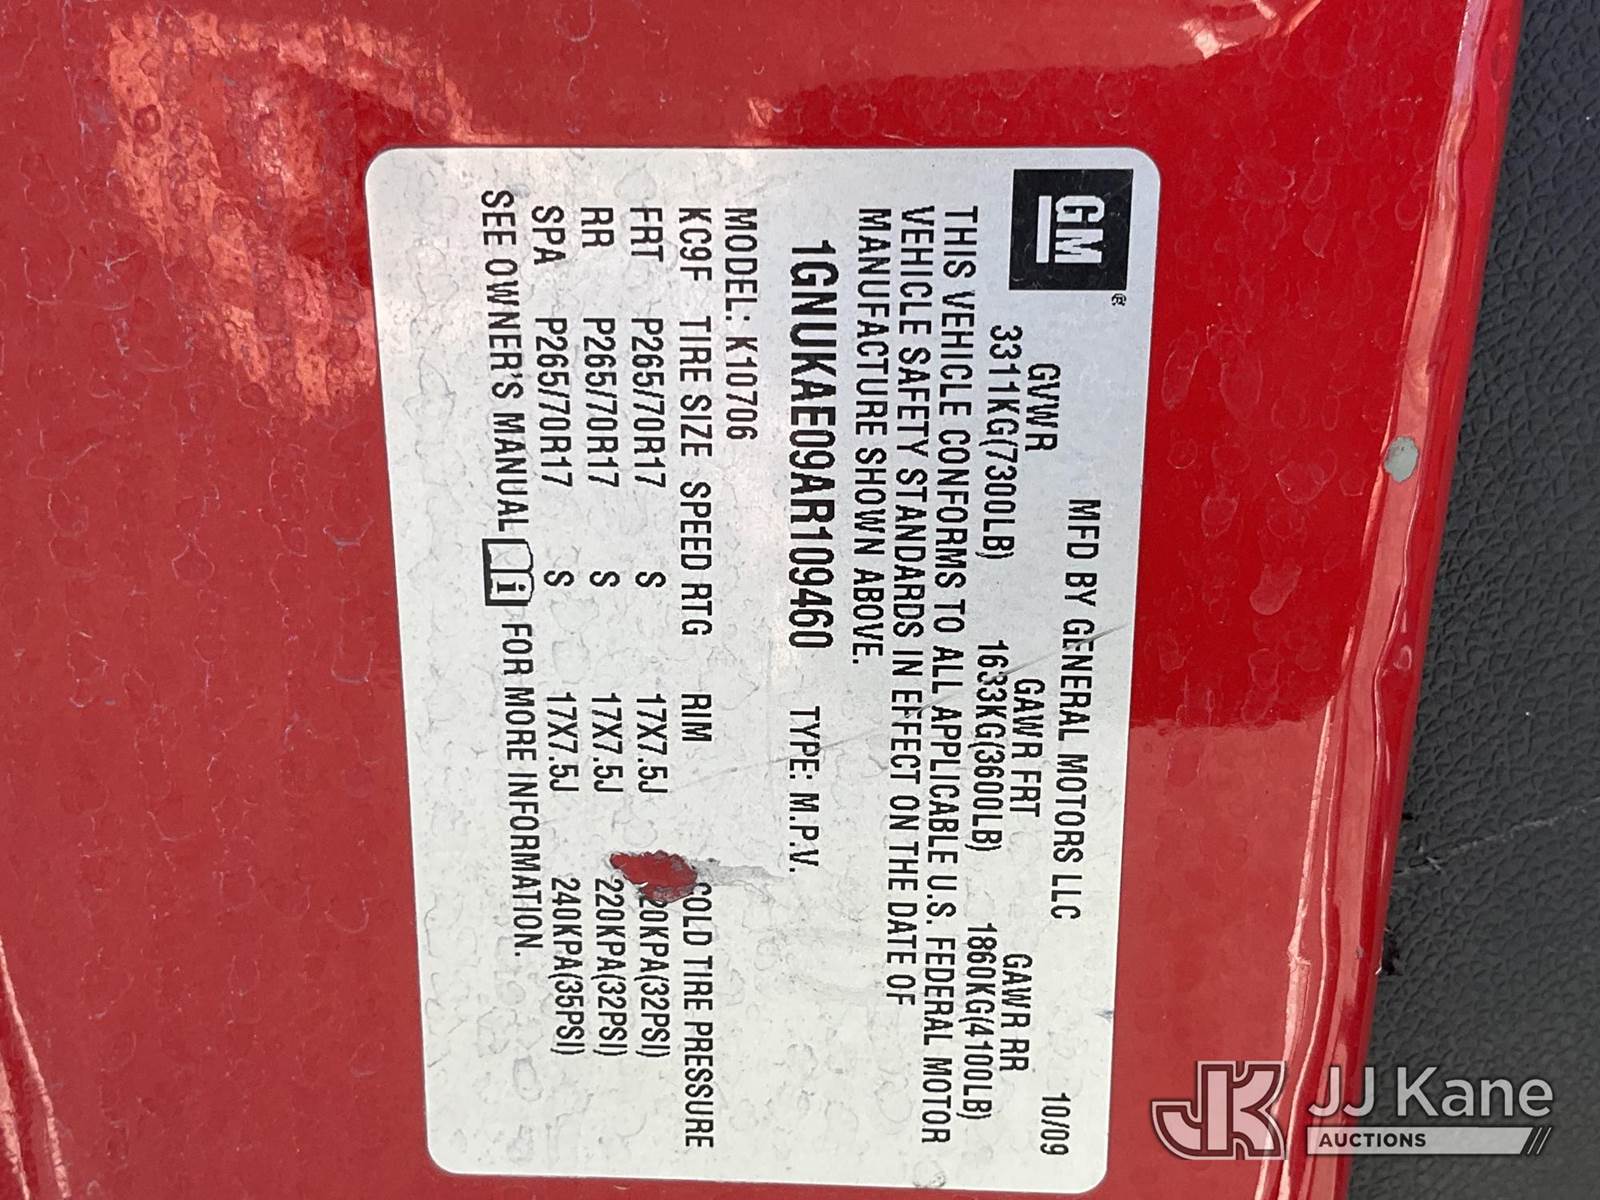 GM
MFD BY GENERAL MOTORS LLC 10/09
GVWR GAWR FRT GAWR RR
3311KG(7300LB) 1633KG(3600LB) 1860KG(4100LB)
THIS VEHICLE CONFORMS TO ALL APPLICABLE U.S. FEDERAL MOTOR
VEHICLE SAFETY STANDARDS IN EFFECT ON THE DATE OF
MANUFACTURE SHOWN ABOVE.
1GNUKAE09AR109460 TYPE: M.P.V.
MODEL: K10706
KC9F TIRE SIZE SPEED RTG RIM COLD TIRE PRESSURE
FRT P265/70R17 S 17X7.5J 20KPA(32PSI)
RR P265/70R17 S 17X7.5J 220KPA(32PSI)
SPA P265/70R17 S 17X7.5J 240KPA(35PSI)
SEE OWNER'S MANUAL FOR MORE INFORMATION.
JK JJ Kane
AUCTIONS